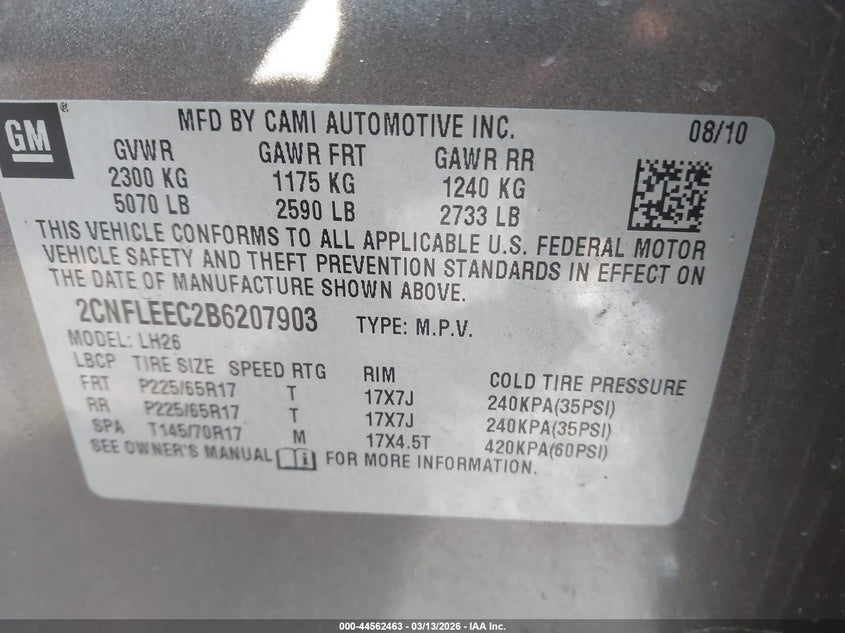 GM ®
MFD BY CAMI AUTOMOTIVE INC. 08/10
GVWR GAWR FRT GAWR RR
2300 KG 1175 KG 1240 KG
5070 LB 2590 LB 2733 LB
THIS VEHICLE CONFORMS TO ALL APPLICABLE U.S. FEDERAL MOTOR
VEHICLE SAFETY AND THEFT PREVENTION STANDARDS IN EFFECT ON
THE DATE OF MANUFACTURE SHOWN ABOVE.
2CNFLEEC2B6207903 TYPE: M.P.V.
MODEL: LH26
LBCP TIRE SIZE SPEED RTG RIM COLD TIRE PRESSURE
FRT P225/65R17 T 17X7J 240KPA(35PSI)
RR P225/65R17 T 17X7J 240KPA(35PSI)
SPA T145/70R17 M 17X4.5T 420KPA(60PSI)
SEE OWNER'S MANUAL i FOR MORE INFORMATION.
000-44562463 - 03/13/2026 - IAA Inc.